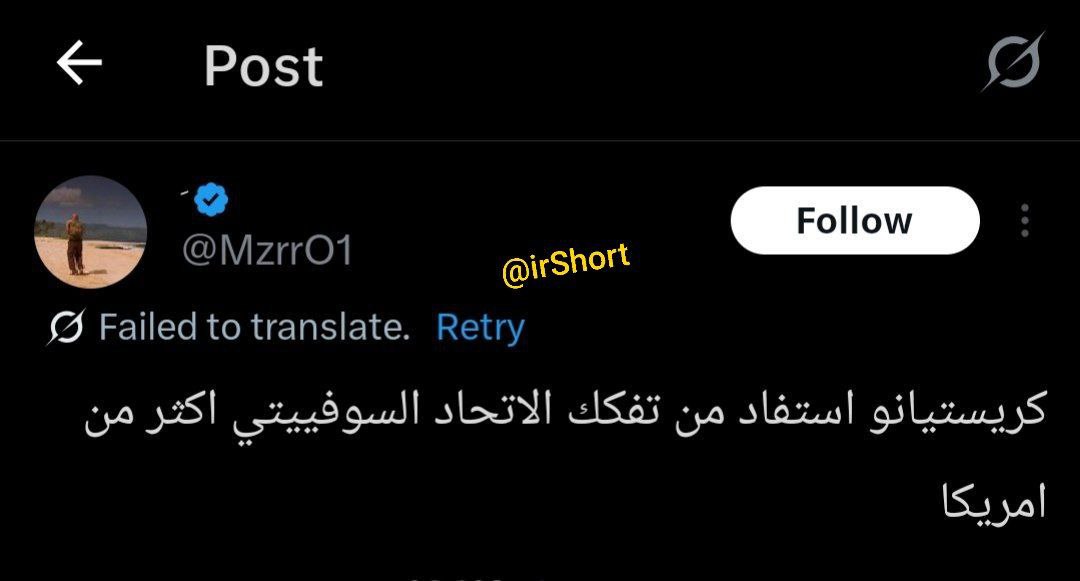 Post
@MzrrO1
Follow
@irShort
Failed to translate. Retry
كريستيانو استفاد من تفكك الاتحاد السوفييتي اكثر من
امريكا